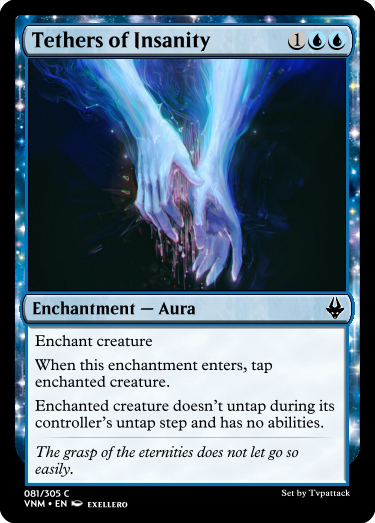 Tethers of Insanity 1
Enchantment — Aura
Enchant creature
When this enchantment enters, tap
enchanted creature.
Enchanted creature doesn't untap during its
controller's untap step and has no abilities.
The grasp of the eternities does not let go so
easily.
081/305 C Set by Tvpattack
VNM • EN EXELLERO